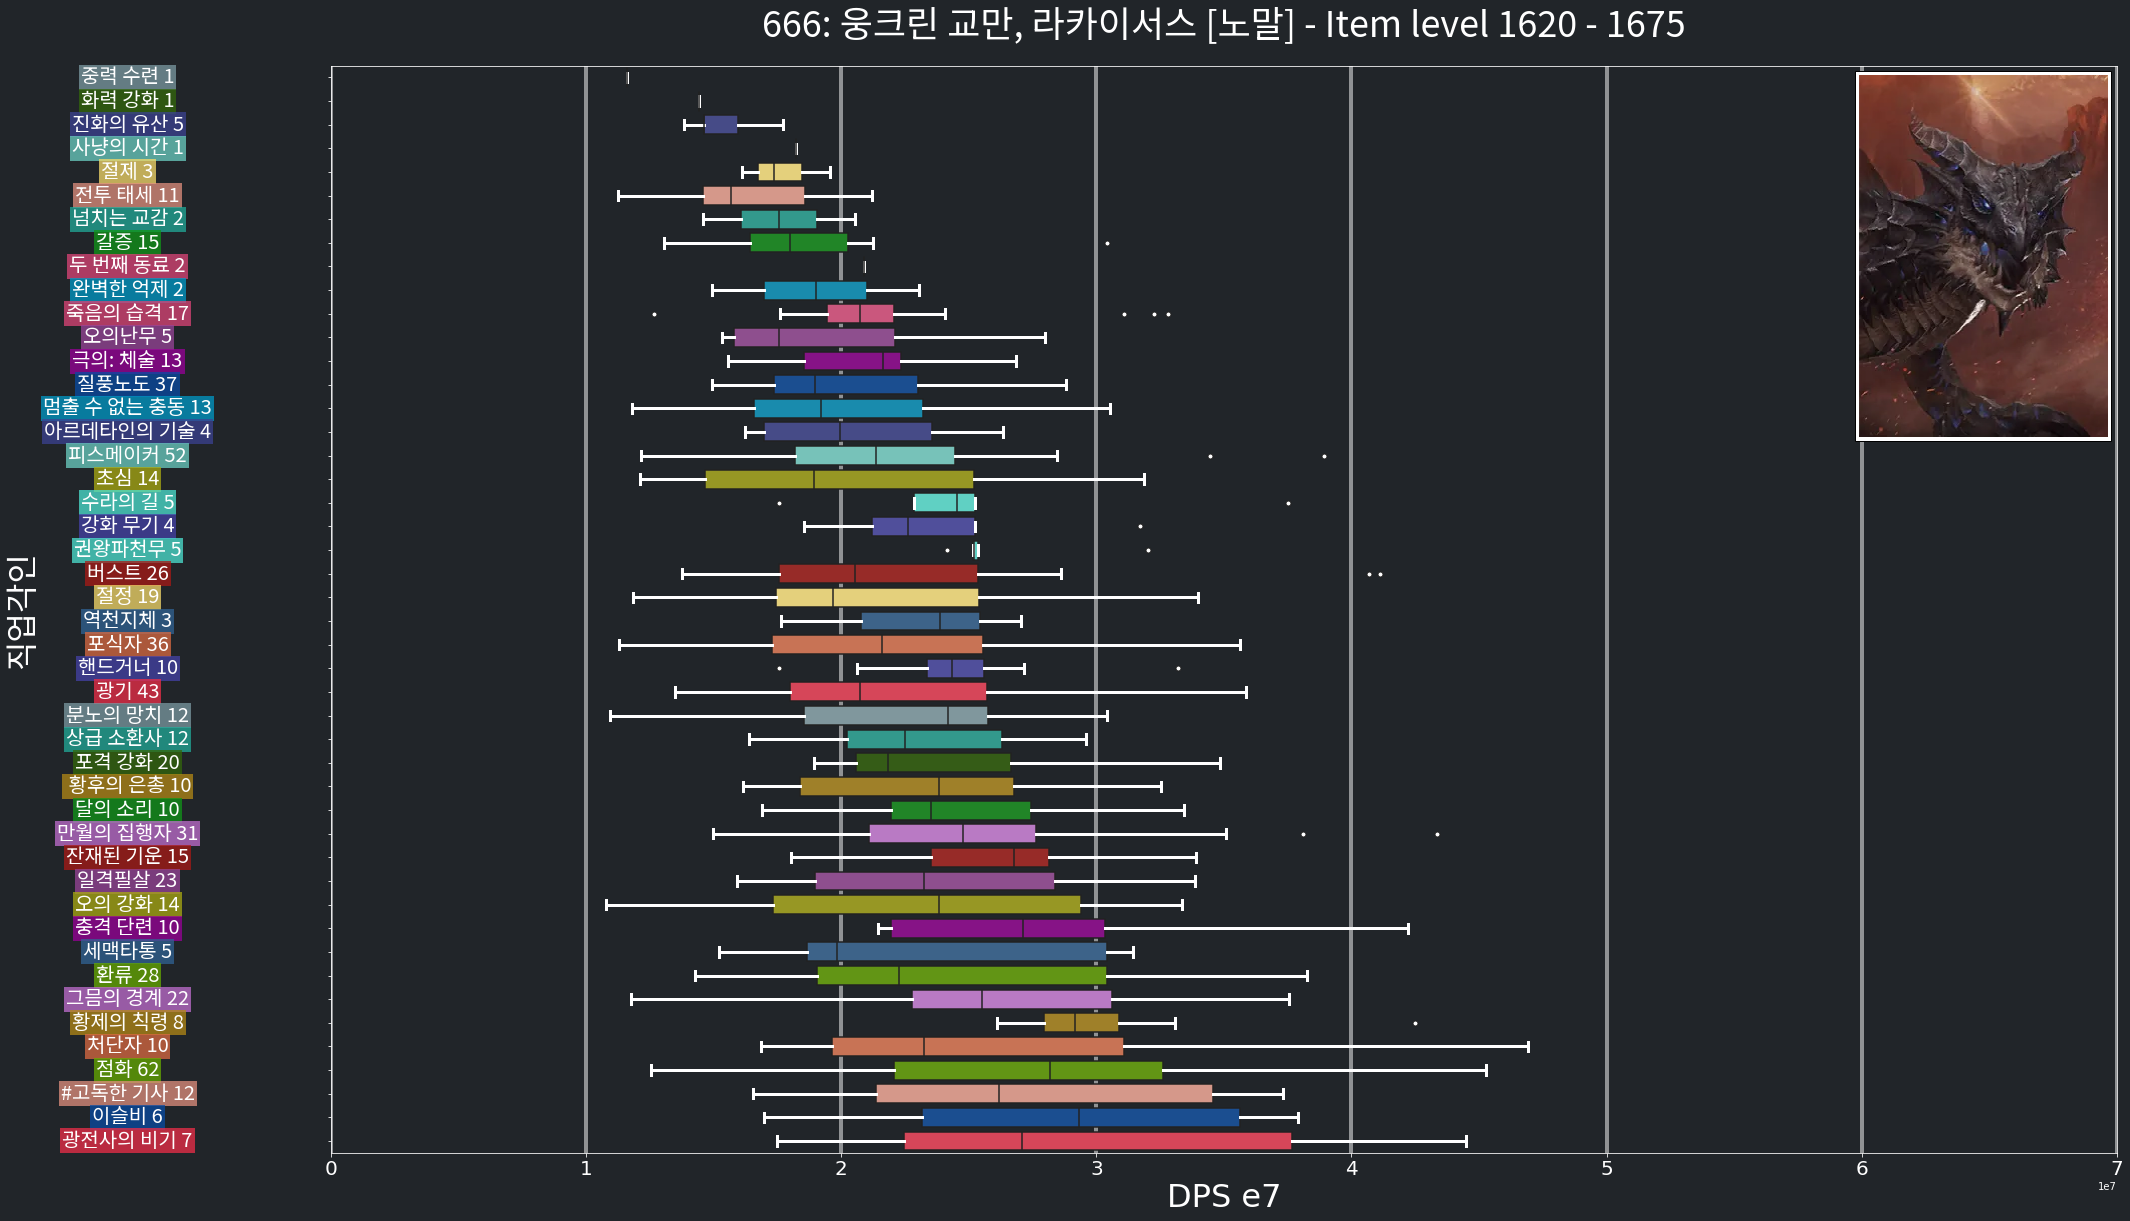 666: 웅크린 교만, 라카이서스 [노말] - Item level 1620 - 1675
직업각인
중력 수련 1
화력 강화 1
진화의 유산 5
사냥의 시간 1
절제 3
전투 태세 11
넘치는 교감 2
갈증 15
두 번째 동료 2
완벽한 억제 2
죽음의 습격 17
오의난무 5
극의: 체술 13
질풍노도 37
멈출 수 없는 충동 13
아르데타인의 기술 4
피스메이커 52
초심 14
수라의 길 5
강화 무기 4
권왕파천무 5
버스트 26
절정 19
역천지체 3
포식자 36
핸드거너 10
광기 43
분노의 망치 12
상급 소환사 12
포격 강화 20
황후의 은총 10
달의 소리 10
만월의 집행자 31
잔재된 기운 15
일격필살 23
오의 강화 14
충격 단련 10
세맥타통 5
환류 28
그믐의 경계 22
황제의 칙령 8
처단자 10
점화 62
#고독한 기사 12
이슬비 6
광전사의 비기 7
0 1 2 3 4 5 6 7
1e7
DPS e7